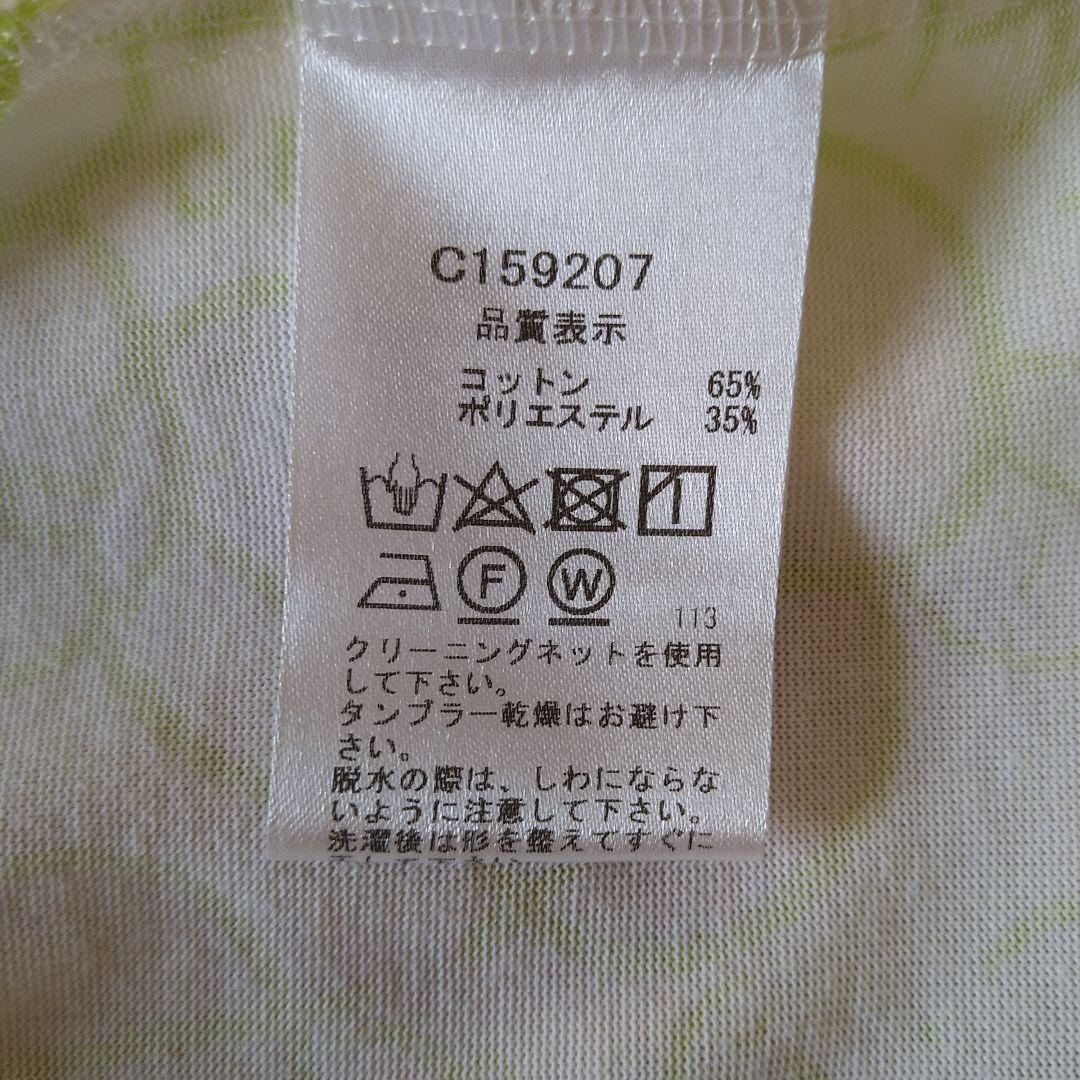 C159207
品質表示
コットン 65%
ポリエステル 35%
F W 113
クリーニングネットを使用
して下さい。
タンブラー乾燥はお避け下
さい。
脱水の際は、しわにならな
いように注意して下さい。
洗濯後は形を整えてすぐに